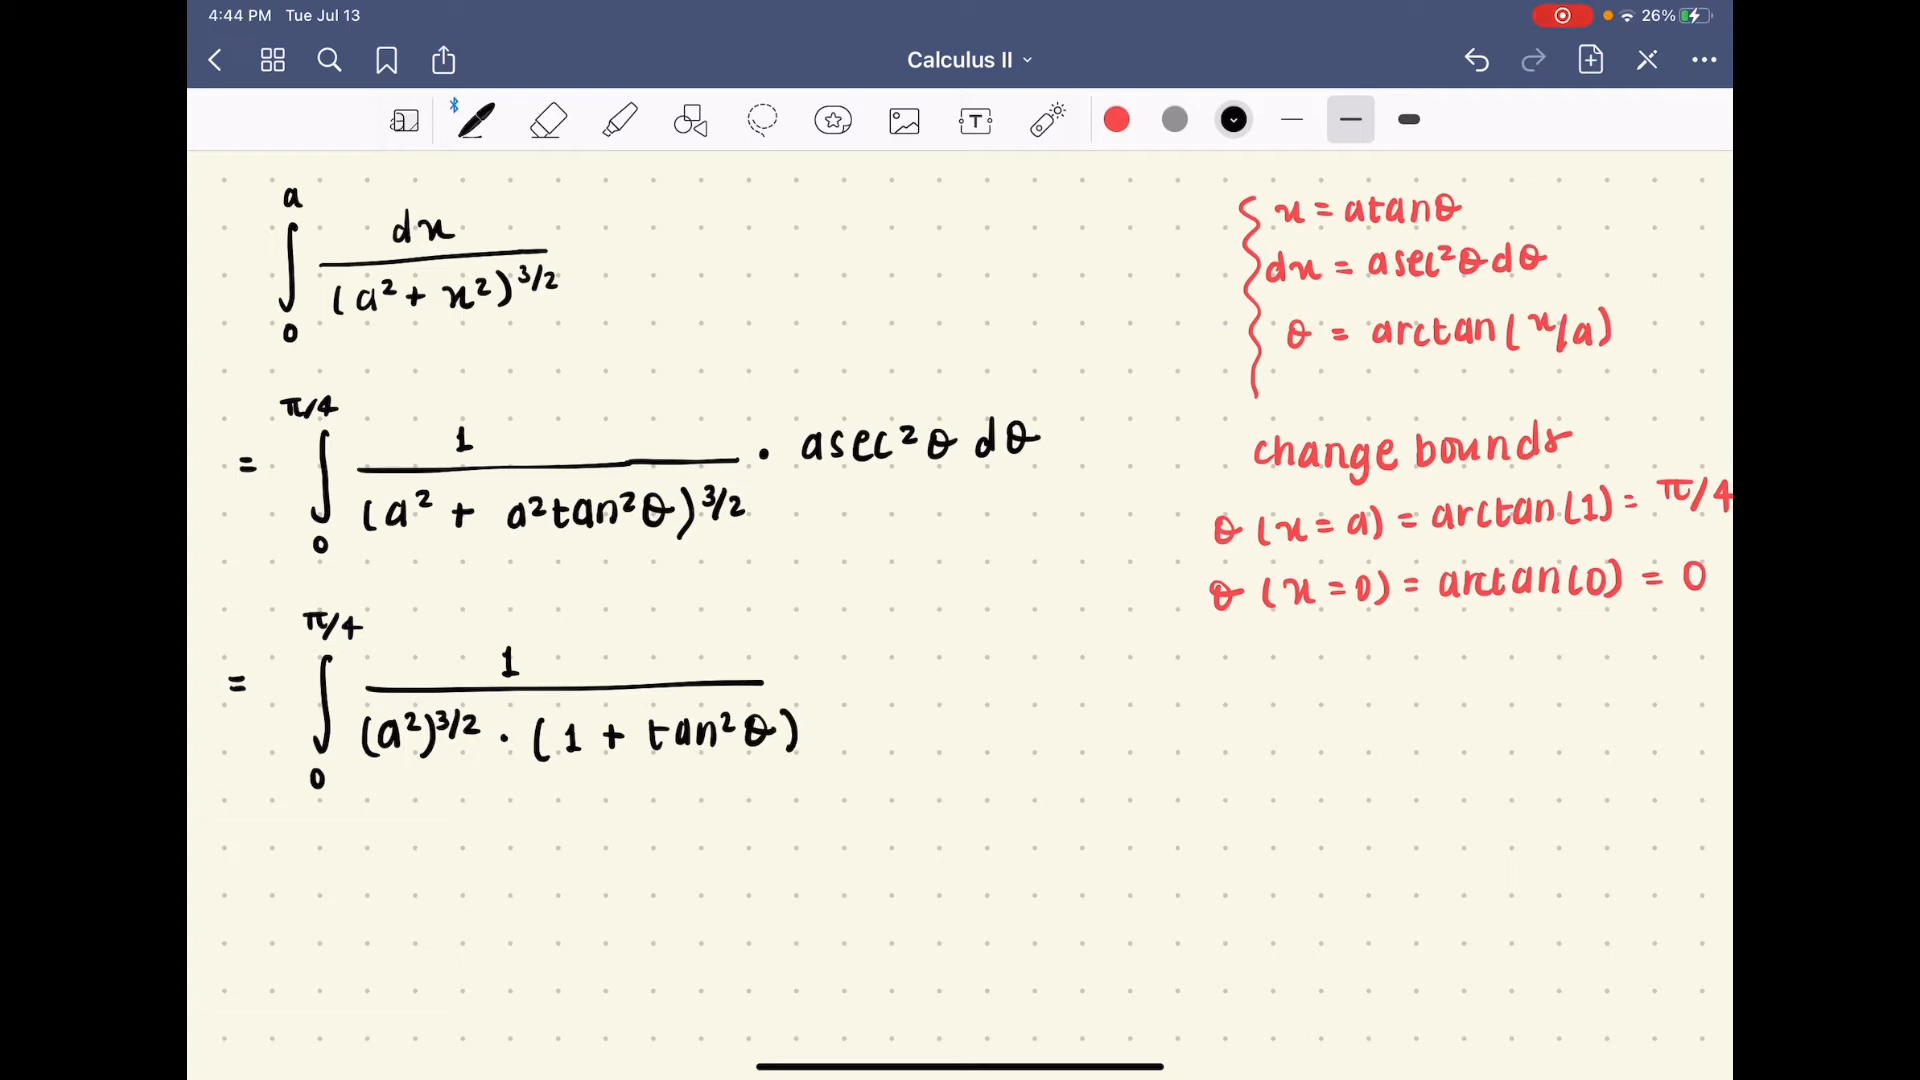 4:44 PM Tue Jul 13
26%
Calculus II
T
a
∫ dx / (a² + x²)^3/2
0
π/4
= ∫ 1 / (a² + a²tan²θ)^3/2 · asec²θ dθ
0
π/4
= ∫ 1 / (a²)^3/2 · (1 + tan²θ)
0
x = atanθ
dx = asec²θdθ
θ = arctan(x/a)
change bounds
θ(x=a) = arctan(1) = π/4
θ(x=0) = arctan(0) = 0